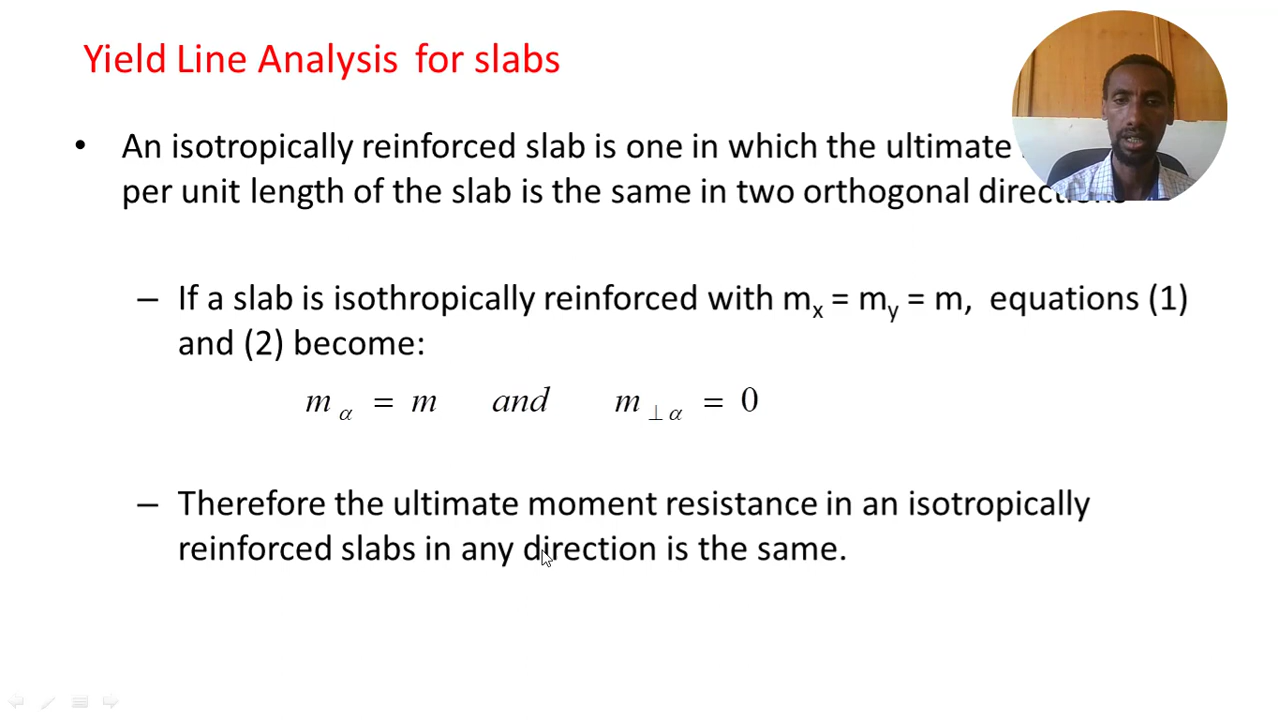 Yield Line Analysis for slabs
• An isotropically reinforced slab is one in which the ultimate
per unit length of the slab is the same in two orthogonal directions
– If a slab is isothropically reinforced with mx = my = m, equations (1)
and (2) become:
m α = m and m ⊥ α = 0
– Therefore the ultimate moment resistance in an isotropically
reinforced slabs in any direction is the same.